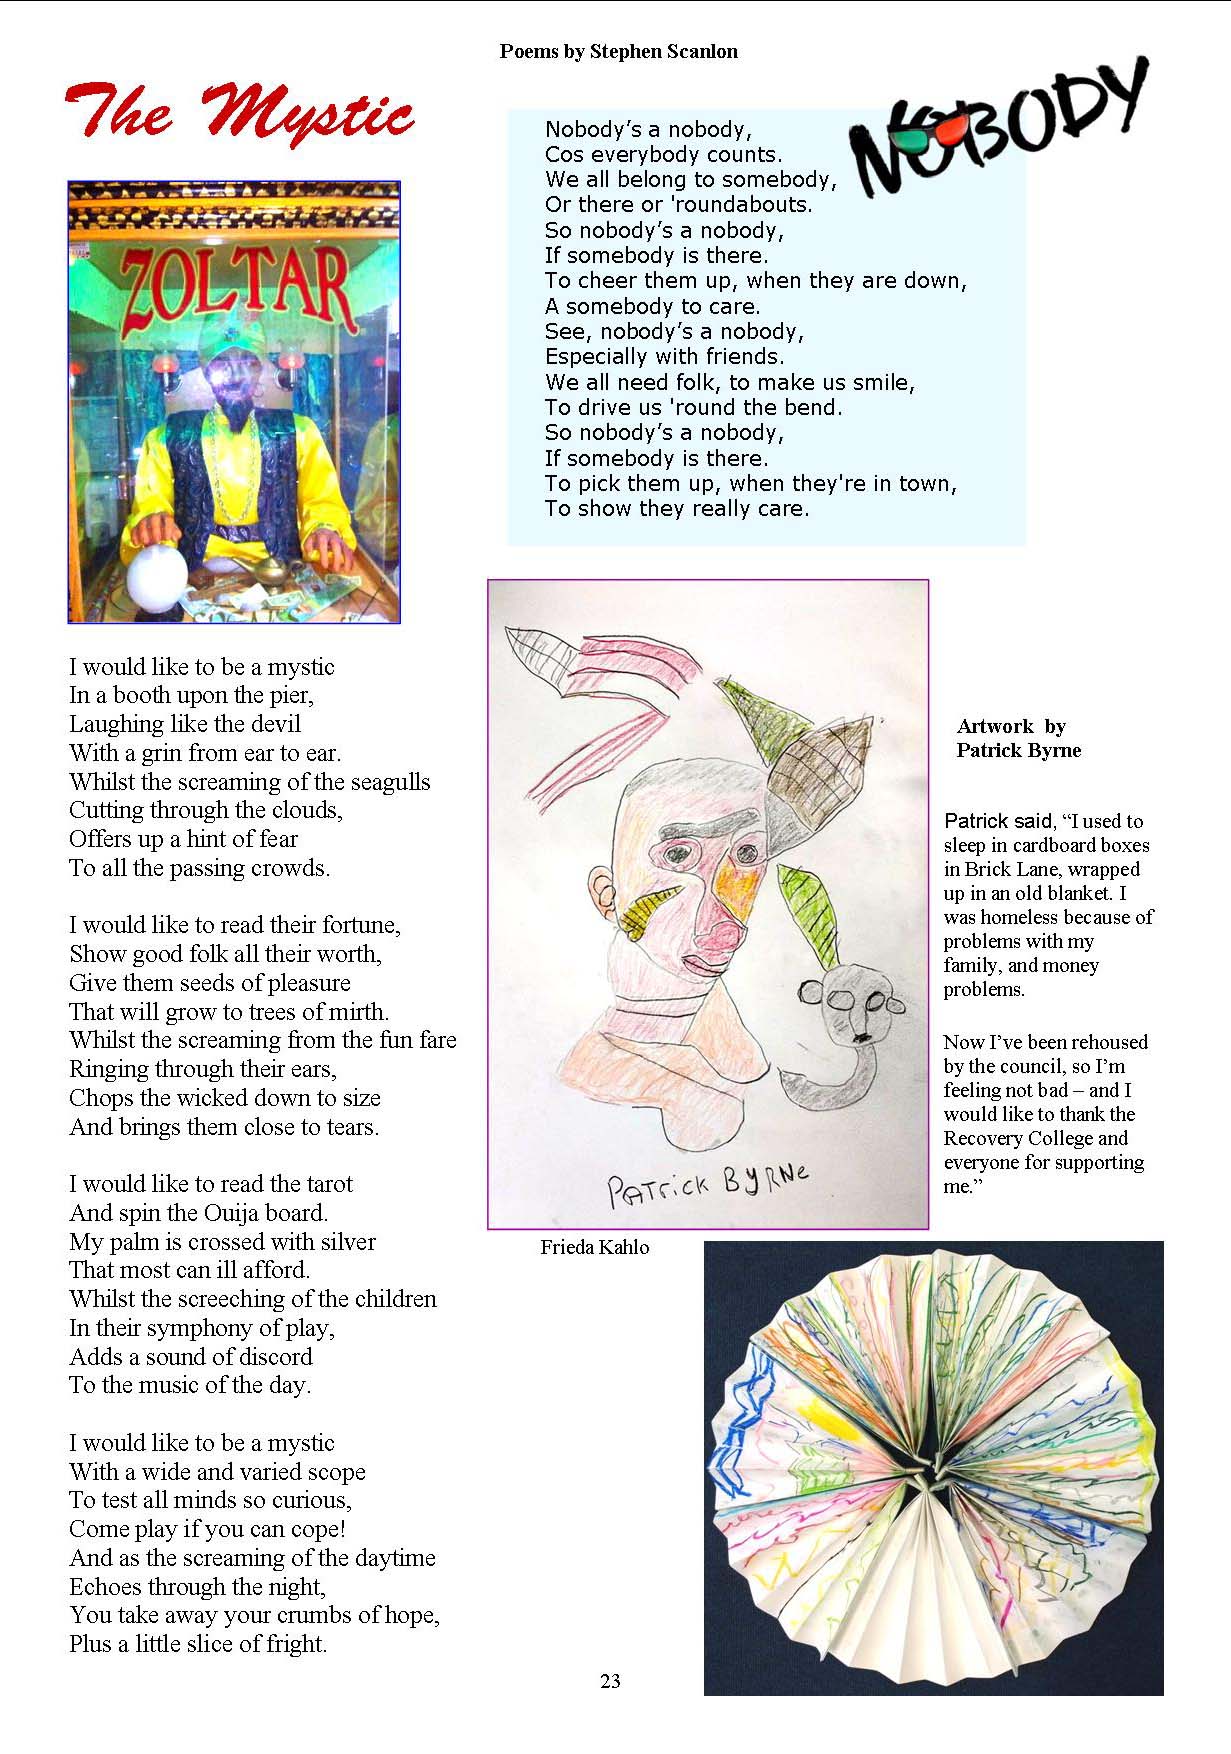 Poems by Stephen Scanlon
The Mystic
ZOLTAR
I would like to be a mystic
In a booth upon the pier,
Laughing like the devil
With a grin from ear to ear.
Whilst the screaming of the seagulls
Cutting through the clouds,
Offers up a hint of fear
To all the passing crowds.
I would like to read their fortune,
Show good folk all their worth,
Give them seeds of pleasure
That will grow to trees of mirth.
Whilst the screaming from the fun fare
Ringing through their ears,
Chops the wicked down to size
And brings them close to tears.
I would like to read the tarot
And spin the Ouija board.
My palm is crossed with silver
That most can ill afford.
Whilst the screeching of the children
In their symphony of play,
Adds a sound of discord
To the music of the day.
I would like to be a mystic
With a wide and varied scope
To test all minds so curious,
Come play if you can cope!
And as the screaming of the daytime
Echoes through the night,
You take away your crumbs of hope,
Plus a little slice of fright.
NOBODY
Nobody’s a nobody,
Cos everybody counts.
We all belong to somebody,
Or there or 'roundabouts.
So nobody’s a nobody,
If somebody is there.
To cheer them up, when they are down,
A somebody to care.
See, nobody’s a nobody,
Especially with friends.
We all need folk, to make us smile,
To drive us 'round the bend.
So nobody’s a nobody,
If somebody is there.
To pick them up, when they're in town,
To show they really care.
PATrick BYRNe
Frieda Kahlo
Artwork by
Patrick Byrne
Patrick said, “I used to
sleep in cardboard boxes
in Brick Lane, wrapped
up in an old blanket. I
was homeless because of
problems with my
family, and money
problems.
Now I’ve been rehoused
by the council, so I’m
feeling not bad – and I
would like to thank the
Recovery College and
everyone for supporting
me.”
23